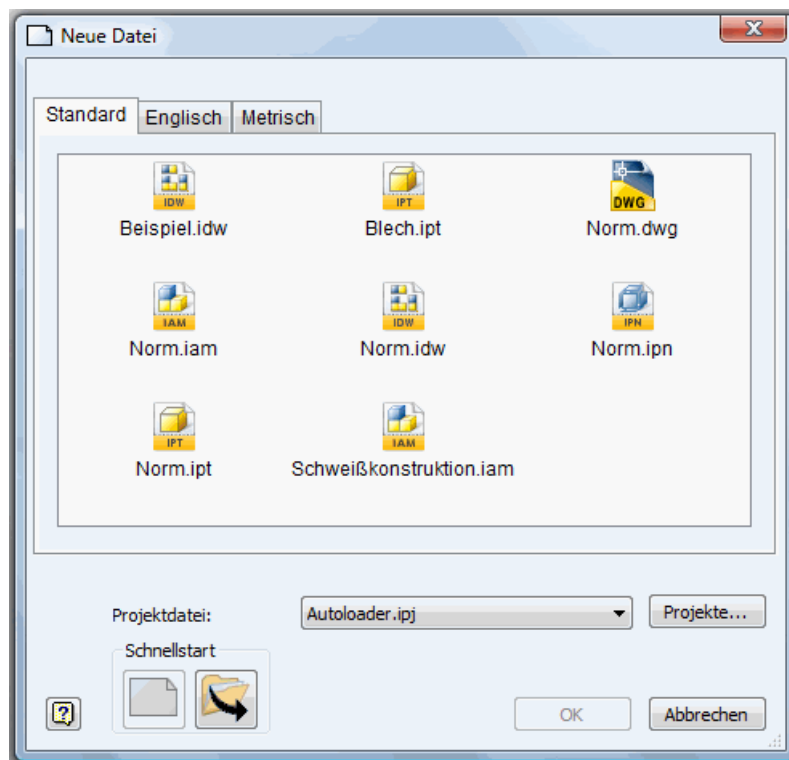 Neue Datei
Standard Englisch Metrisch
IDW IPT DWG
Beispiel.idw Blech.ipt Norm.dwg
IAM IDW IPN
Norm.iam Norm.idw Norm.ipn
IPT IAM
Norm.ipt Schweißkonstruktion.iam
Projektdatei: Autoloader.ipj Projekte...
Schnellstart
? OK Abbrechen